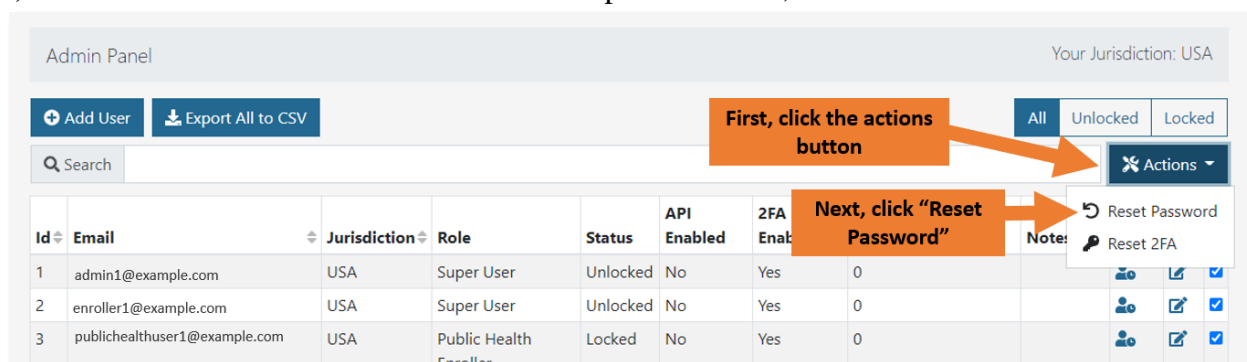 Admin Panel Your Jurisdiction: USA
Add User Export All to CSV All Unlocked Locked
First, click the actions
button
Search Actions
Reset Password
Next, click “Reset
Password”
Reset 2FA
Id Email Jurisdiction Role Status API Enabled 2FA
1 admin1@example.com USA Super User Unlocked No Yes 0
2 enroller1@example.com USA Super User Unlocked No Yes 0
3 publichealthuser1@example.com USA Public Health Locked No Yes 0